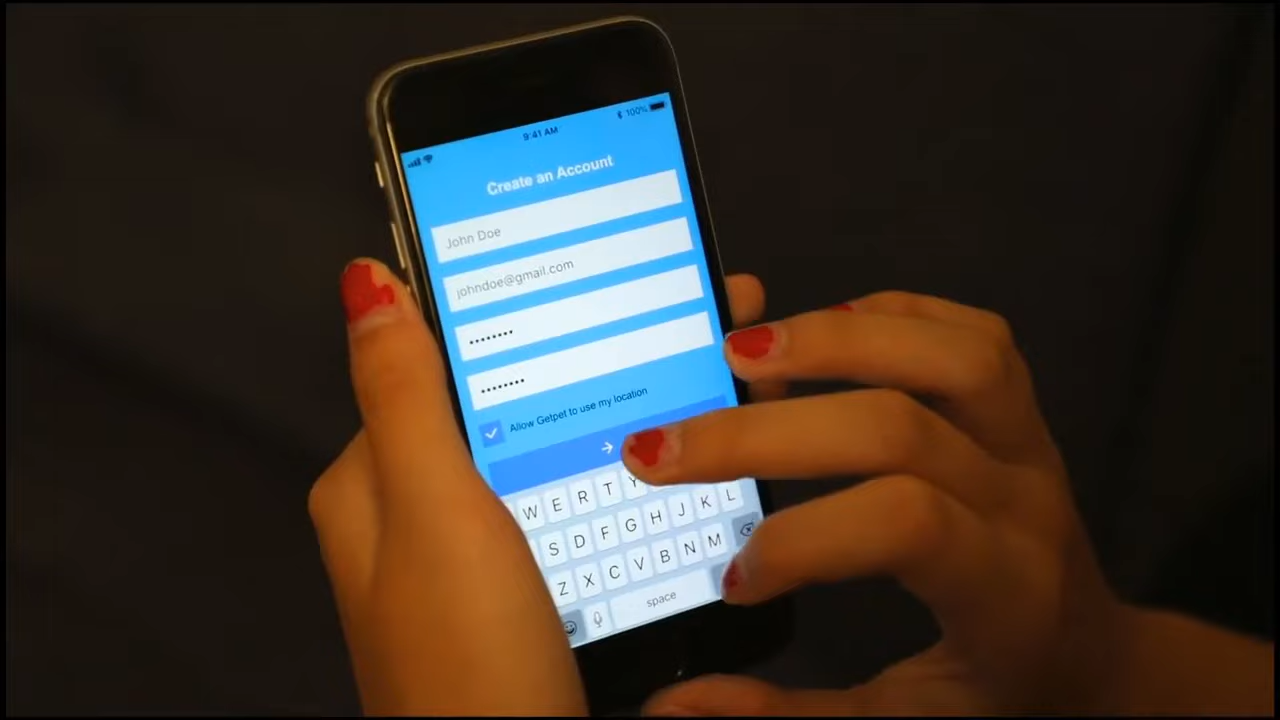 9:41 AM
100%
Create an Account
John Doe
johndoe@gmail.com
••••••••
••••••••
Allow Getpet to use my location
→
W E R T Y
S D F G H J K L
Z X C V B N M
space